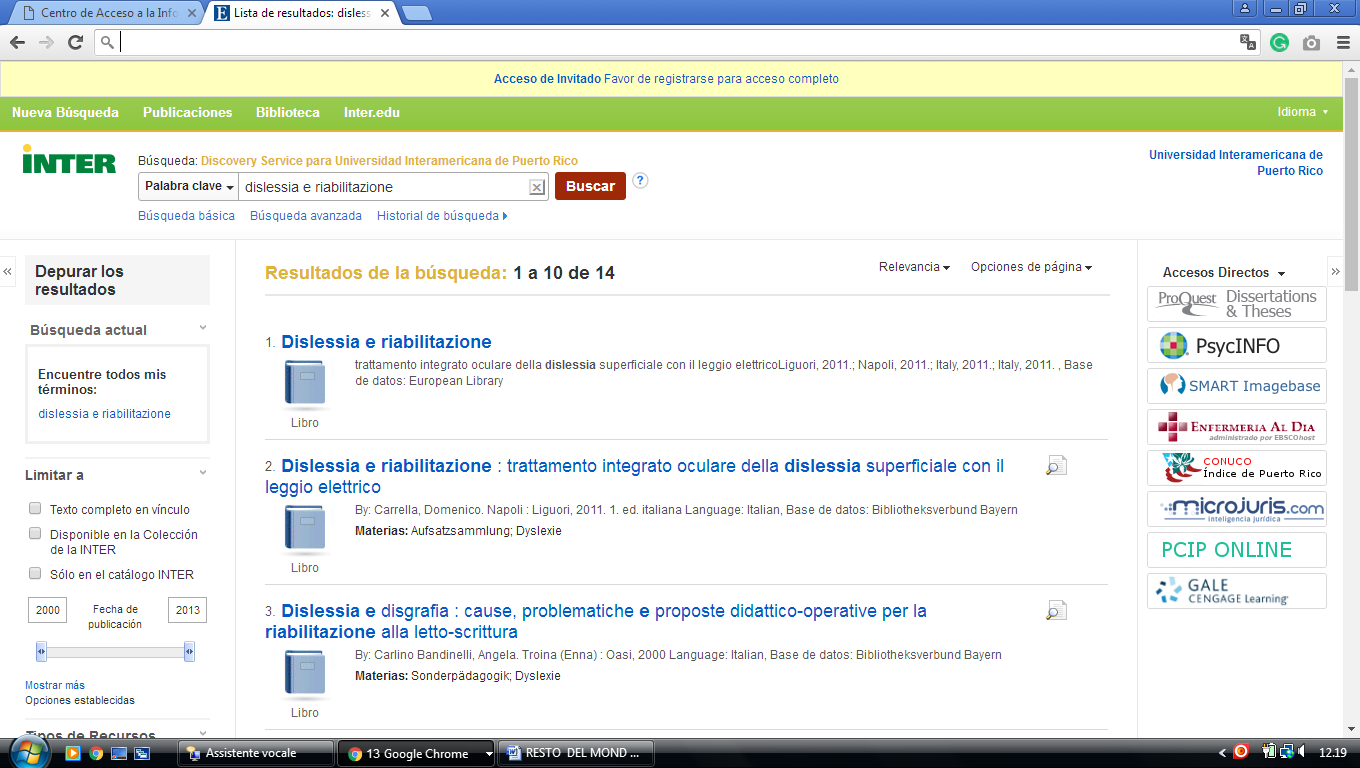 Centro de Acceso a la Info
Lista de resultados: disless
Acceso de Invitado Favor de registrarse para acceso completo
Nueva Búsqueda Publicaciones Biblioteca Inter.edu Idioma
INTER
Búsqueda: Discovery Service para Universidad Interamericana de Puerto Rico
Palabra clave dislessia e riabilitazione Buscar ?
Búsqueda básica Búsqueda avanzada Historial de búsqueda
Universidad Interamericana de
Puerto Rico
Depurar los
resultados
Búsqueda actual
Encuentre todos mis
términos:
dislessia e riabilitazione
Limitar a
Texto completo en vínculo
Disponible en la Colección
de la INTER
Sólo en el catálogo INTER
2000 Fecha de 2013
publicación
Mostrar más
Opciones establecidas
Tipos de Recursos
Resultados de la búsqueda: 1 a 10 de 14
Relevancia Opciones de página
1. Dislessia e riabilitazione
trattamento integrato oculare della dislessia superficiale con il leggio elettricoLiguori, 2011.; Napoli, 2011.; Italy, 2011.; Italy, 2011. , Base
de datos: European Library
Libro
2. Dislessia e riabilitazione : trattamento integrato oculare della dislessia superficiale con il
leggio elettrico
By: Carrella, Domenico. Napoli : Liguori, 2011. 1. ed. italiana Language: Italian, Base de datos: Bibliotheksverbund Bayern
Materias: Aufsatzsammlung; Dyslexie
Libro
3. Dislessia e disgrafia : cause, problematiche e proposte didattico-operative per la
riabilitazione alla letto-scrittura
By: Carlino Bandinelli, Angela. Troina (Enna) : Oasi, 2000 Language: Italian, Base de datos: Bibliotheksverbund Bayern
Materias: Sonderpädagogik; Dyslexie
Libro
Accesos Directos
ProQuest Dissertations
& Theses
PsycINFO
SMART Imagebase
ENFERMERIA AL DIA
administrado por EBSCOhost
CONUCO
Índice de Puerto Rico
microjuris.com
inteligencia jurídica
PCIP ONLINE
GALE
CENGAGE Learning
Assistente vocale 13 Google Chrome RESTO DEL MOND ... 12.19